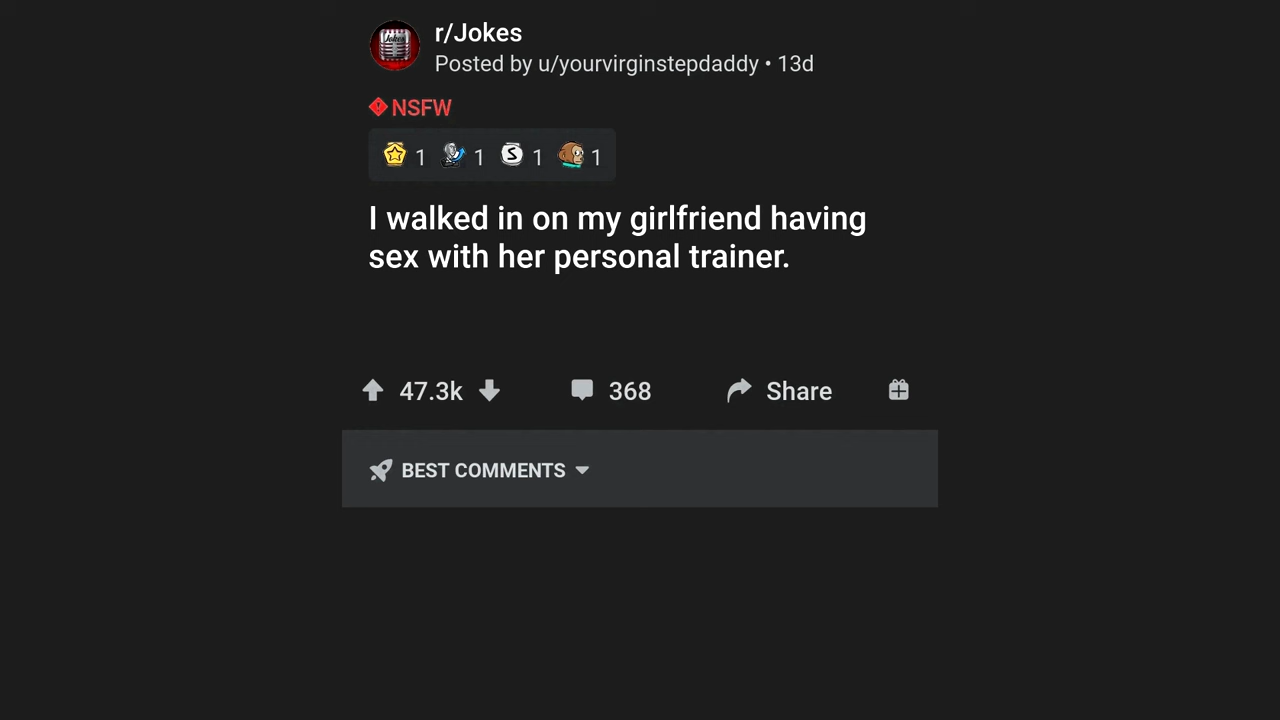 r/Jokes
Posted by u/yourvirginstepdaddy • 13d
NSFW
1 1 S 1 1
I walked in on my girlfriend having
sex with her personal trainer.
47.3k 368 Share
BEST COMMENTS